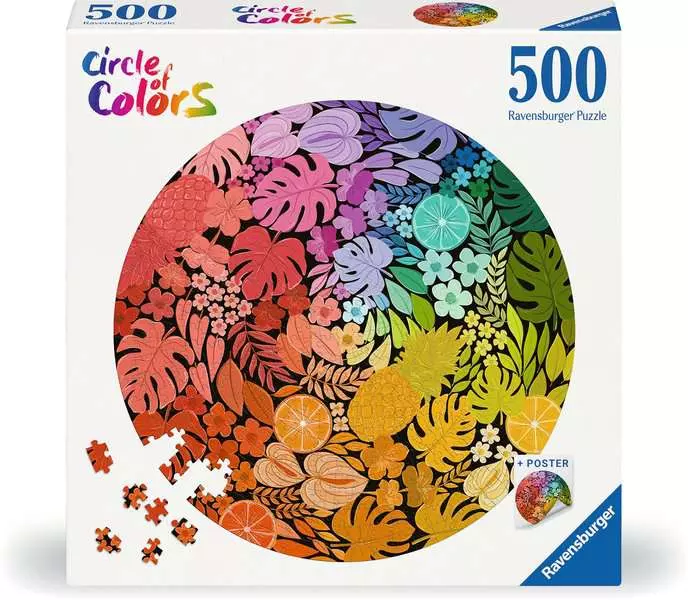 500
Ravensburger Puzzle
Circle of Colors
Ravensburger
Circle
of
Colors
500
Ravensburger Puzzle
+ POSTER
Ravensburger